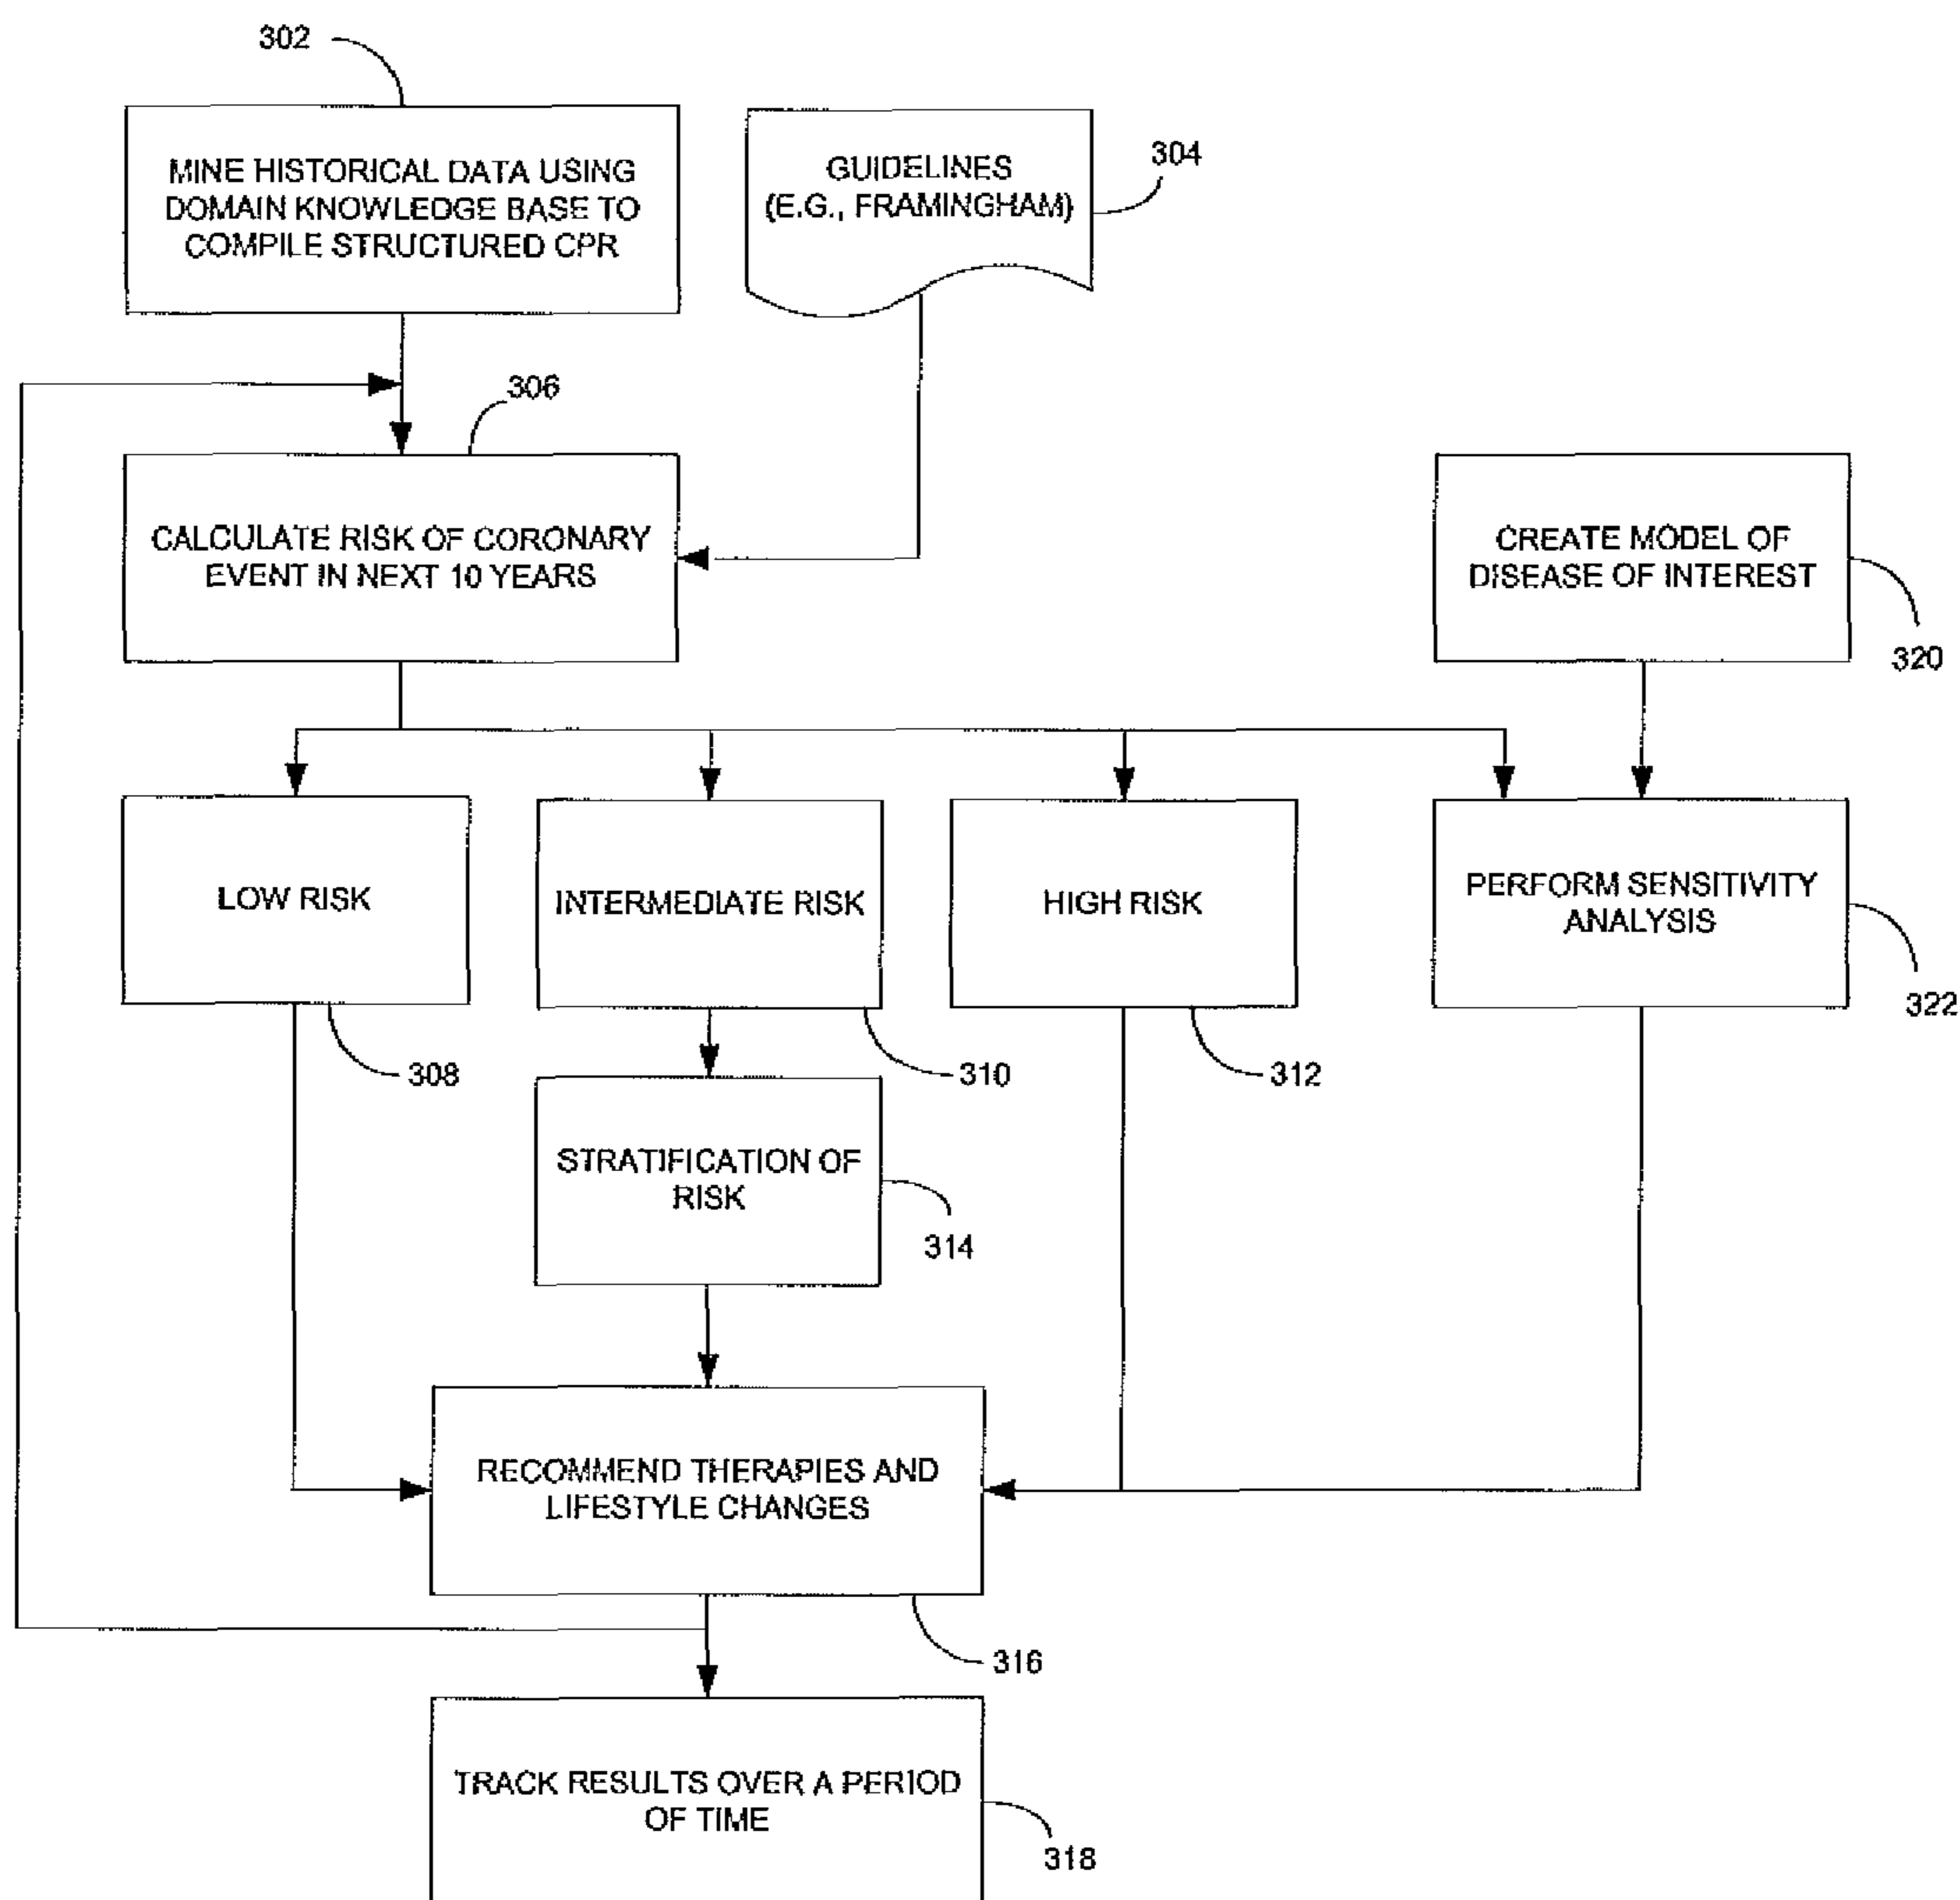 302
MINE HISTORICAL DATA USING
DOMAIN KNOWLEDGE BASE TO
COMPILE STRUCTURED CPR
GUIDELINES
(E.G., FRAMINGHAM)
304
306
CALCULATE RISK OF CORONARY
EVENT IN NEXT 10 YEARS
CREATE MODEL OF
DISEASE OF INTEREST
320
LOW RISK
INTERMEDIATE RISK
HIGH RISK
PERFORM SENSITIVITY
ANALYSIS
322
308
310
312
STRATIFICATION OF
RISK
314
RECOMMEND THERAPIES AND
LIFESTYLE CHANGES
316
TRACK RESULTS OVER A PERIOD
OF TIME
318